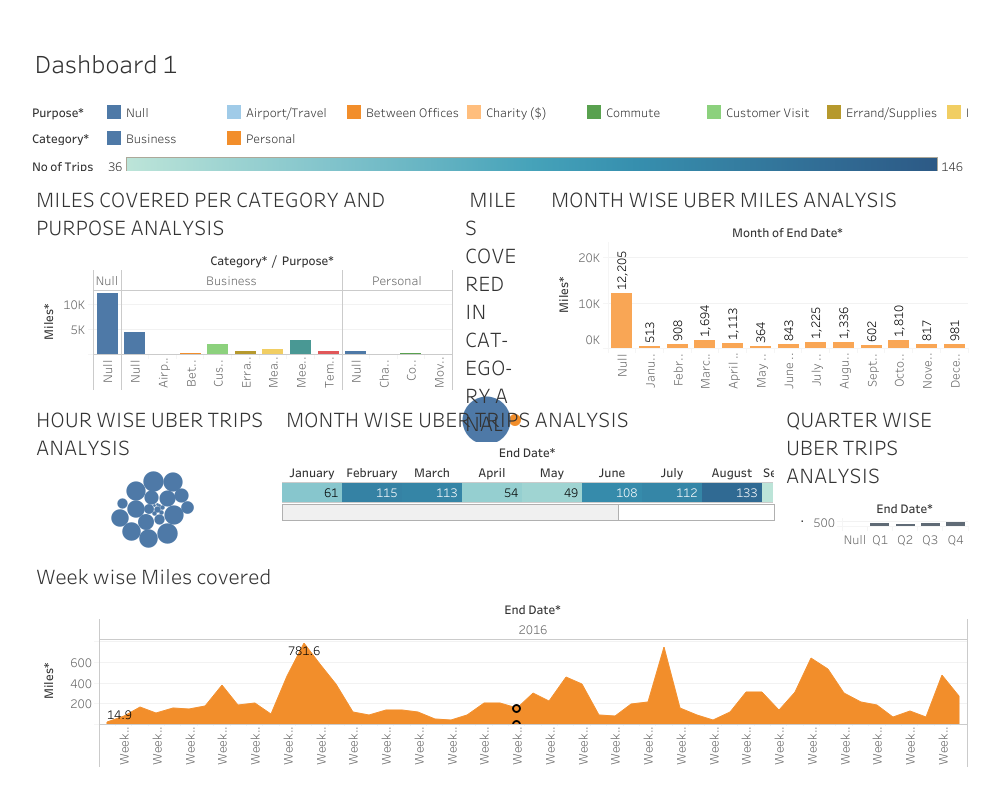 Dashboard 1
Purpose* Null Airport/Travel Between Offices Charity ($) Commute Customer Visit Errand/Supplies
Category* Business Personal
No of Trips 36 146
MILES COVERED PER CATEGORY AND
PURPOSE ANALYSIS
Category* / Purpose*
Null Business Personal
Miles*
10K
5K
Null Null Airp.. Bet.. Cus.. Erra.. Mea.. Mee.. Tem.. Null Cha.. Co.. Mov..
MILE
S
COVE
RED
IN
CAT-
EGO-
RY A
NAL
MONTH WISE UBER MILES ANALYSIS
Month of End Date*
Miles*
20K
10K
0K
12,205 513 908 1,694 1,113 364 843 1,225 1,336 602 1,810 817 981
Null Janu.. Febr.. Marc.. April .. May .. June .. July .. Augu.. Sept.. Octo.. Nove.. Dece..
HOUR WISE UBER TRIPS
ANALYSIS
MONTH WISE UBER TRIPS ANALYSIS
End Date*
January February March April May June July August Se
61 115 113 54 49 108 112 133
QUARTER WISE
UBER TRIPS
ANALYSIS
End Date*
500
Null Q1 Q2 Q3 Q4
Week wise Miles covered
End Date*
2016
Miles*
600
400
200
781.6
14.9
Week.. Week.. Week.. Week.. Week.. Week.. Week.. Week.. Week.. Week.. Week.. Week.. Week.. Week.. Week.. Week.. Week.. Week.. Week.. Week.. Week.. Week.. Week.. Week.. Week.. Week..